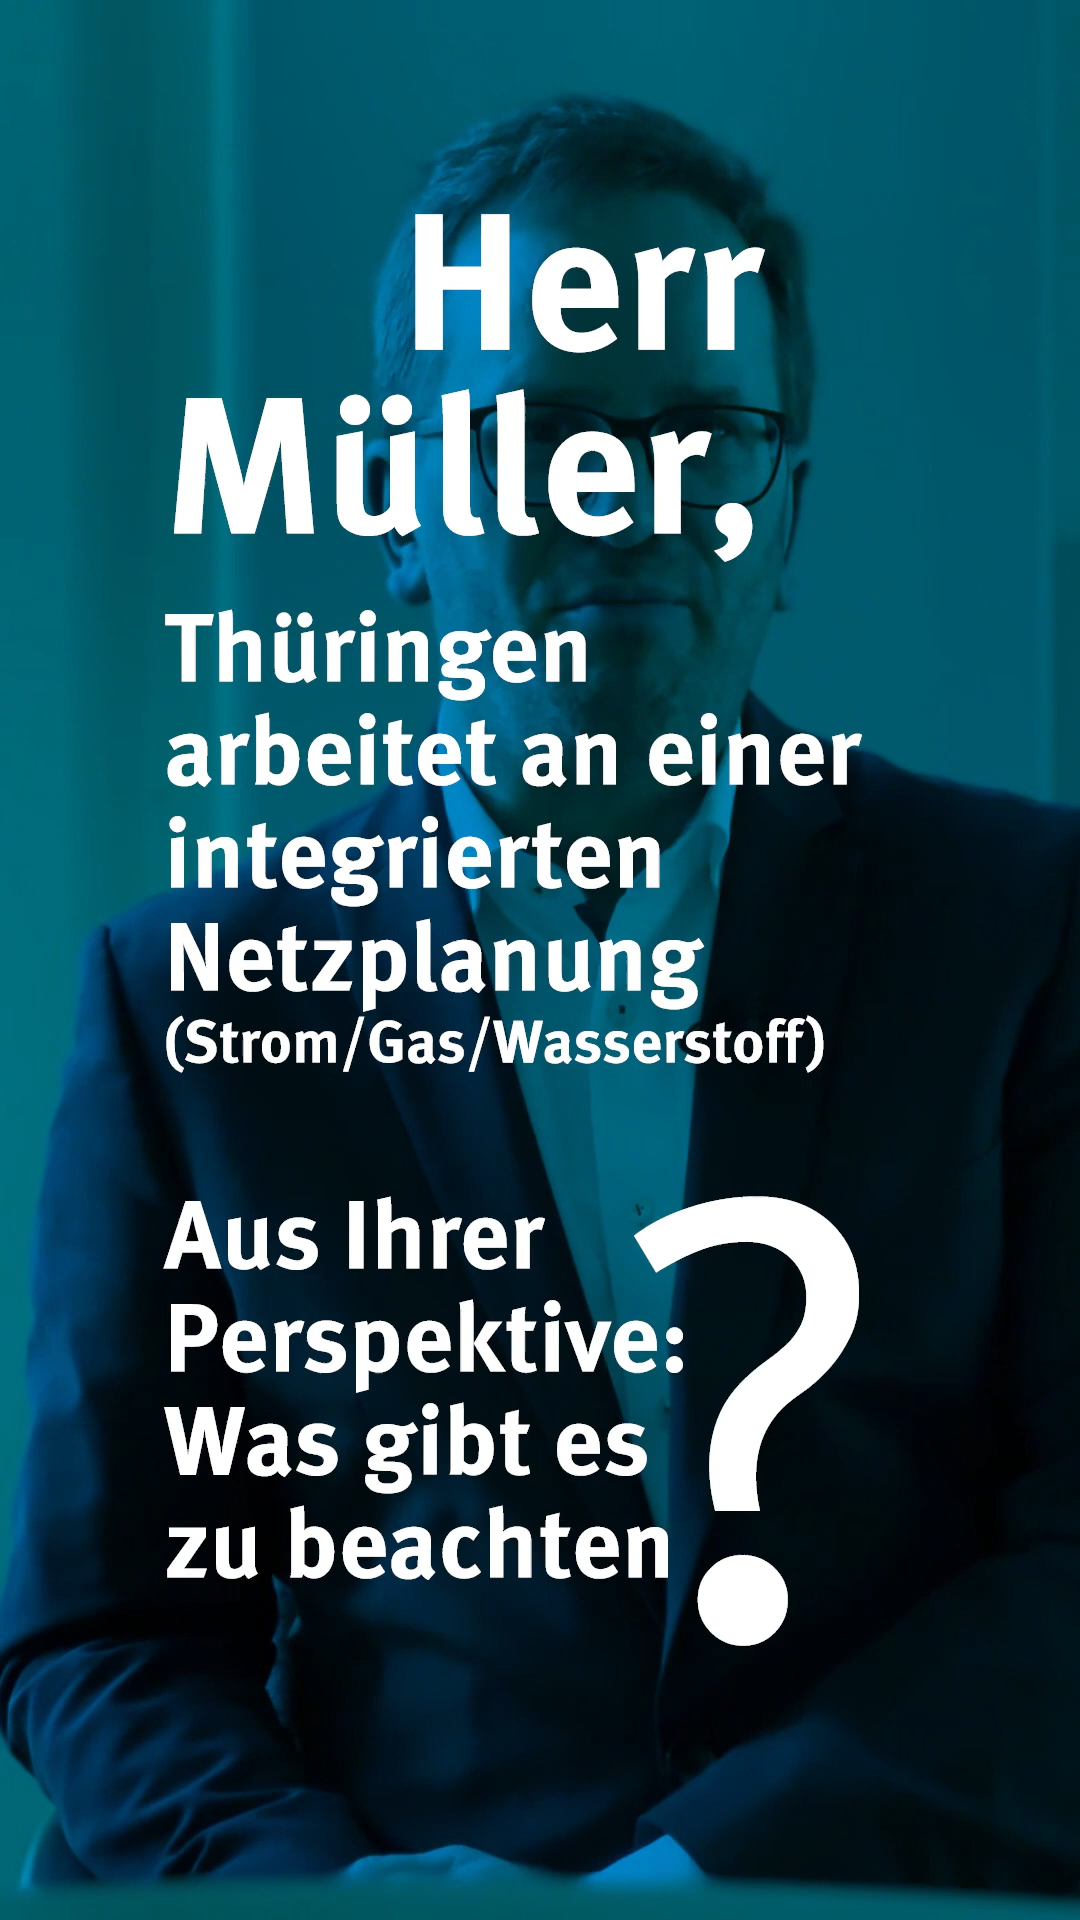 Herr
Müller,
Thüringen
arbeitet an einer
integrierten
Netzplanung
(Strom/Gas/Wasserstoff)
Aus Ihrer
Perspektive:
Was gibt es
zu beachten?